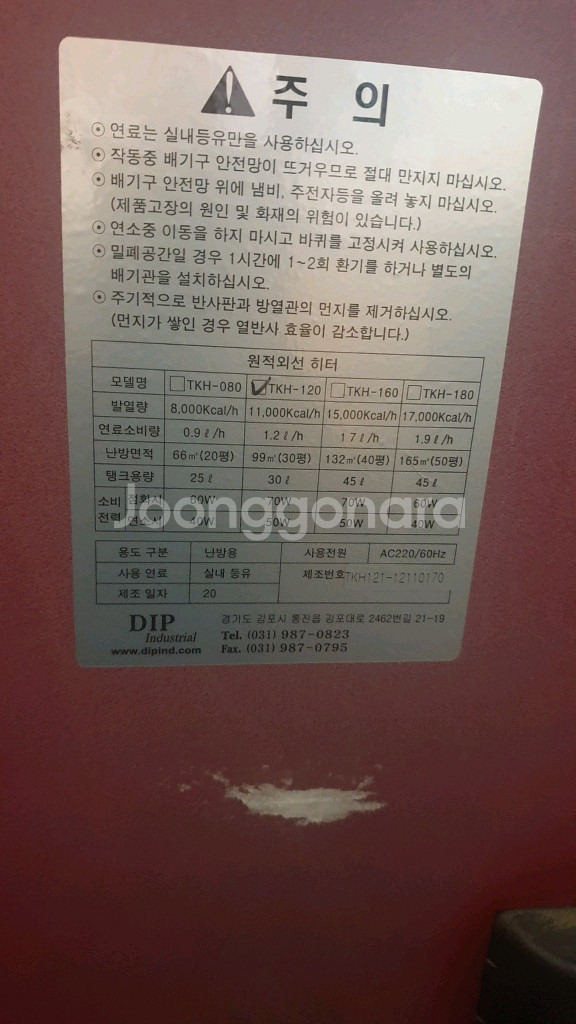 주 의
⊙ 연료는 실내등유만을 사용하십시오.
⊙ 작동중 배기구 안전망이 뜨거우므로 절대 만지지 마십시오.
⊙ 배기구 안전망 위에 냄비, 주전자등을 올려 놓지 마십시오.
(제품고장의 원인 및 화재의 위험이 있습니다.)
⊙ 연소중 이동을 하지 마시고 바퀴를 고정시켜 사용하십시오.
⊙ 밀폐공간일 경우 1시간에 1~2회 환기를 하거나 별도의
배기관을 설치하십시오.
⊙ 주기적으로 반사판과 방열관의 먼지를 제거하십시오.
(먼지가 쌓인 경우 열반사 효율이 감소합니다.)
원적외선 히터
모델명 □TKH-080 ☑TKH-120 □TKH-160 □TKH-180
발열량 8,000Kcal/h 11,000Kcal/h 15,000Kcal/h 17,000Kcal/h
연료소비량 0.9ℓ/h 1.2ℓ/h 1.7ℓ/h 1.9ℓ/h
난방면적 66㎡(20평) 99㎡(30평) 132㎡(40평) 165㎡(50평)
탱크용량 25ℓ 30ℓ 45ℓ 45ℓ
소비 점화시 60W 70W 70W 60W
전력 연소시 40W 50W 50W 40W
Joonggonara
용도 구분 난방용 사용전원 AC220/60Hz
사용 연료 실내 등유 제조번호 TKH121-12110170
제조 일자 20
DIP 경기도 김포시 통진읍 김포대로 2462번길 21-19
Industrial Tel. (031) 987-0823
www.dipind.com Fax. (031) 987-0795